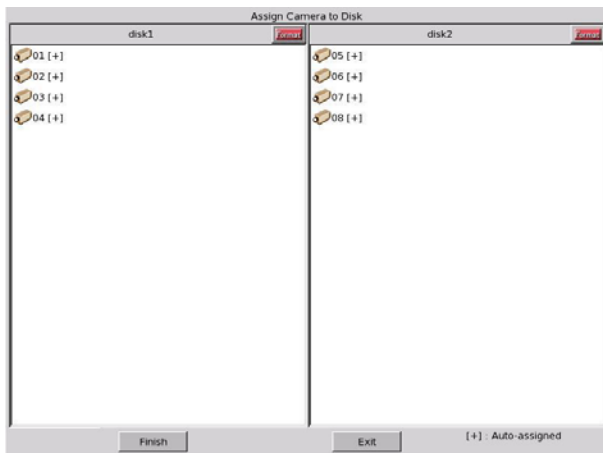 Assign Camera to Disk
disk1 Format disk2 Format
01 [+] 05 [+]
02 [+] 06 [+]
03 [+] 07 [+]
04 [+] 08 [+]
Finish Exit [+] : Auto-assigned